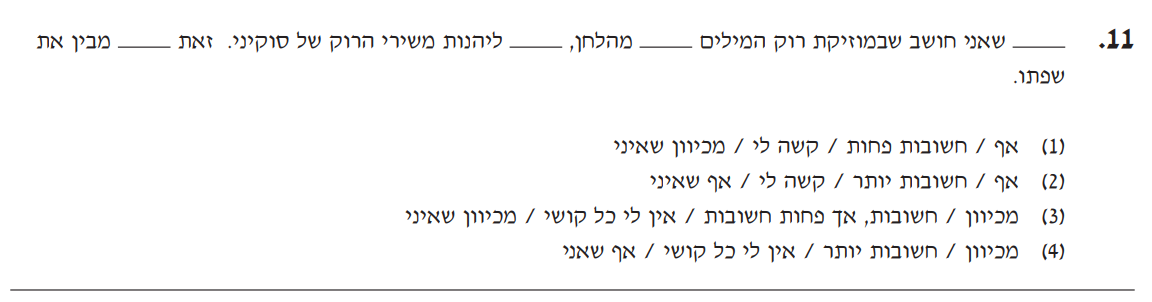 11. _____ שאני חושב שבמוזיקת רוק המילים _____ מהלחן, _____ ליהנות משירי הרוק של סוקיני. זאת _____ מבין את
שפתו.
(1) אף / חשובות פחות / קשה לי / מכיוון שאיני
(2) אף / חשובות יותר / קשה לי / אף שאיני
(3) מכיוון / חשובות, אך פחות חשובות / אין לי כל קושי / מכיוון שאיני
(4) מכיוון / חשובות יותר / אין לי כל קושי / אף שאני